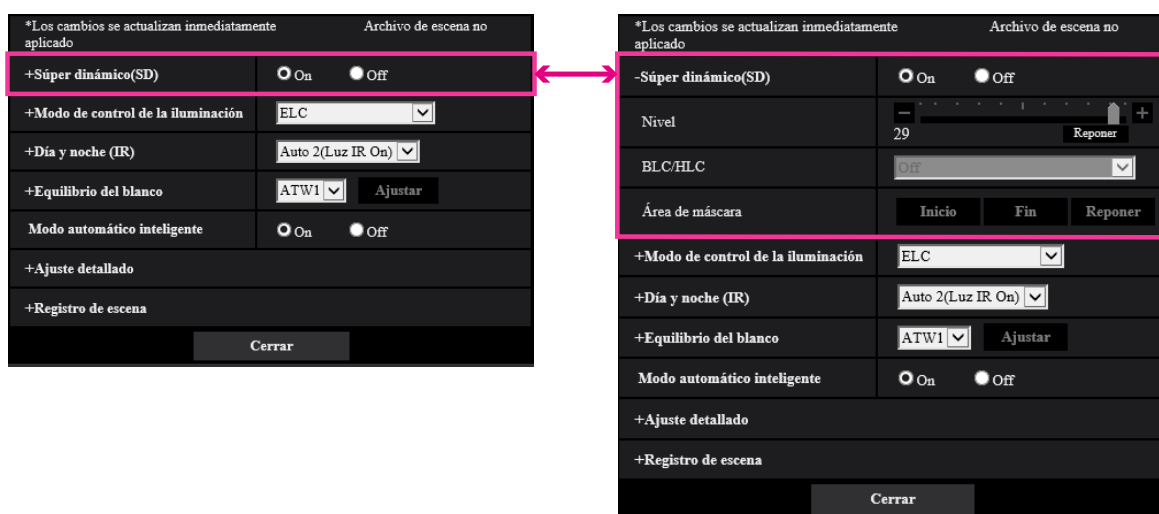 *Los cambios se actualizan inmediatamente Archivo de escena no
aplicado
+Súper dinámico(SD) On Off
+Modo de control de la iluminación ELC
+Día y noche (IR) Auto 2(Luz IR On)
+Equilibrio del blanco ATW1 Ajustar
Modo automático inteligente On Off
+Ajuste detallado
+Registro de escena
Cerrar
*Los cambios se actualizan inmediatamente Archivo de escena no
aplicado
-Súper dinámico(SD) On Off
Nivel − +
29 Reponer
BLC/HLC Off
Área de máscara Inicio Fin Reponer
+Modo de control de la iluminación ELC
+Día y noche (IR) Auto 2(Luz IR On)
+Equilibrio del blanco ATW1 Ajustar
Modo automático inteligente On Off
+Ajuste detallado
+Registro de escena
Cerrar